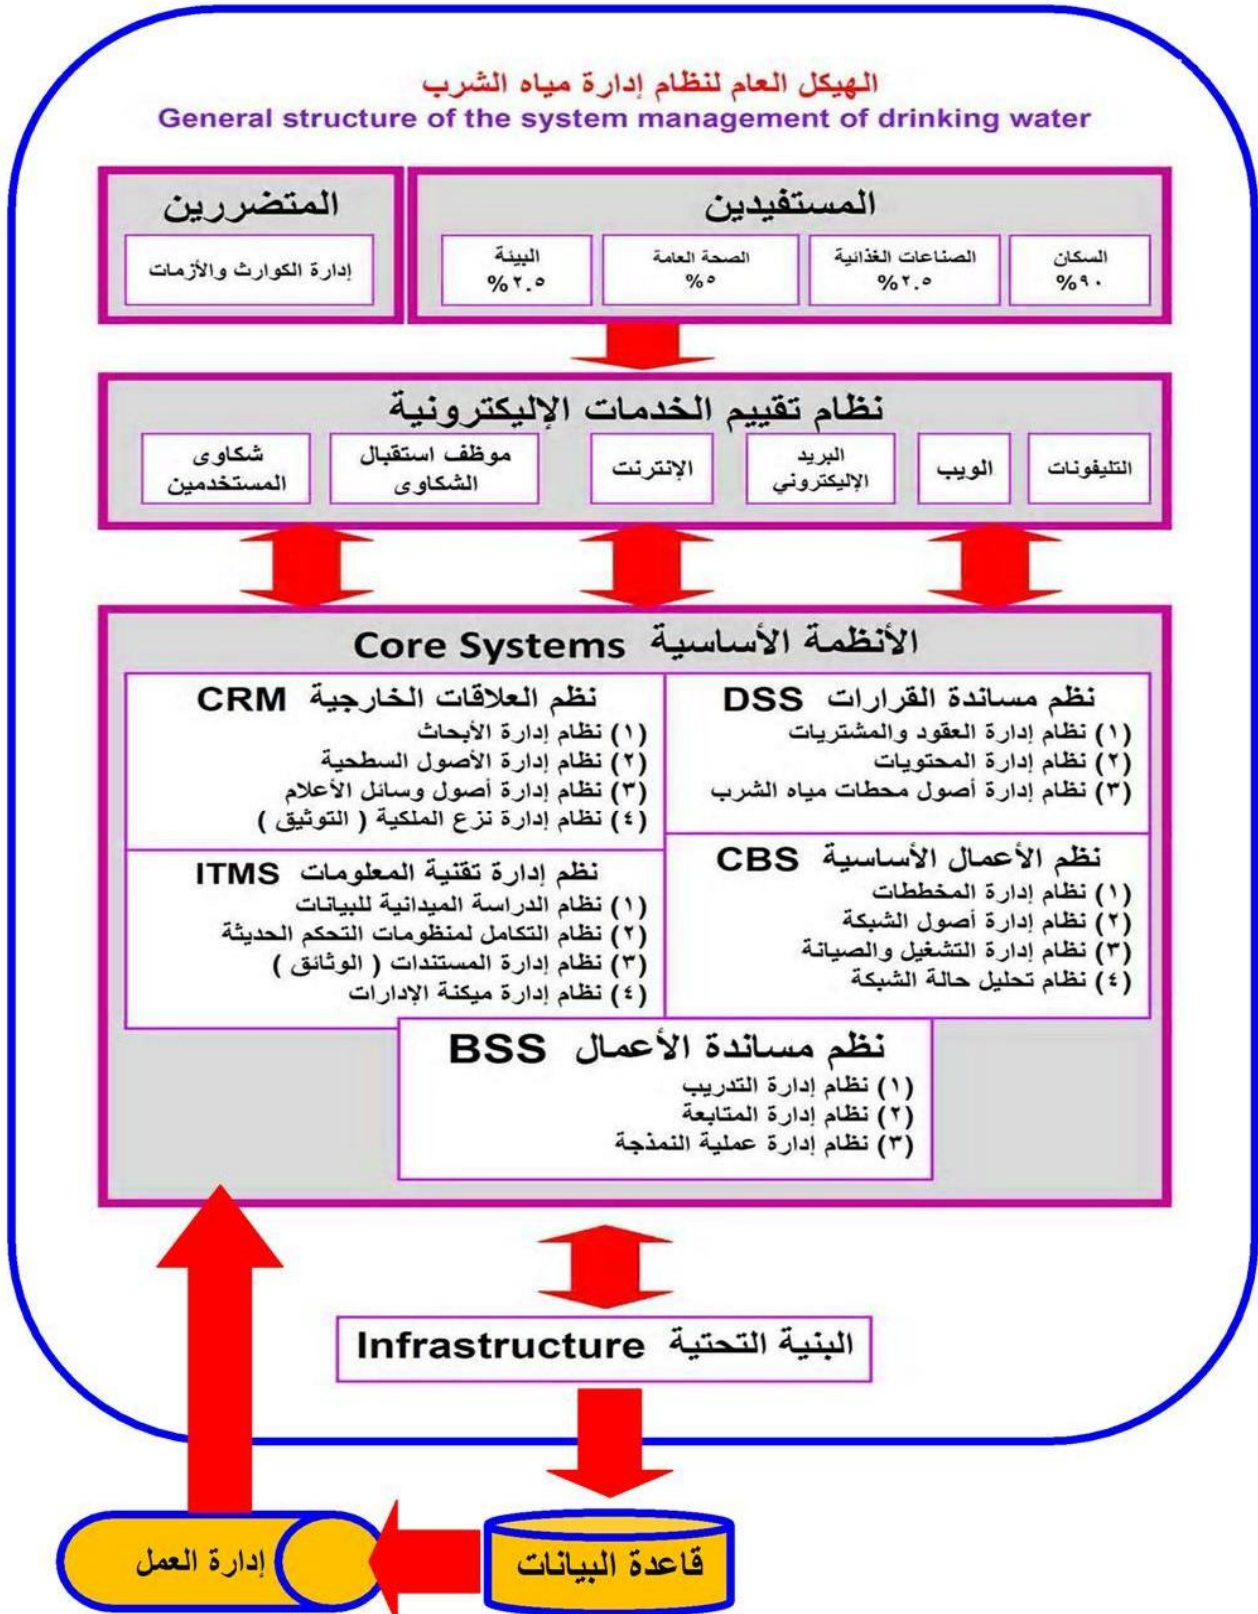 الهيكل العام لنظام إدارة مياه الشرب
General structure of the system management of drinking water
المستفيدين
السكان
%٩٠
الصناعات الغذائية
%٢.٥
الصحة العامة
%٥
البيئة
%٢.٥
المتضررين
إدارة الكوارث والأزمات
نظام تقييم الخدمات الإليكترونية
التليفونات
الويب
البريد
الإليكتروني
الإنترنت
موظف استقبال
الشكاوى
شكاوى
المستخدمين
الأنظمة الأساسية Core Systems
نظم مساندة القرارات DSS
(١) نظام إدارة العقود والمشتريات
(٢) نظام إدارة المحتويات
(٣) نظام إدارة أصول محطات مياه الشرب
نظم العلاقات الخارجية CRM
(١) نظام إدارة الأبحاث
(٢) نظام إدارة الأصول السطحية
(٣) نظام إدارة أصول وسائل الأعلام
(٤) نظام إدارة نزع الملكية ( التوثيق )
نظم الأعمال الأساسية CBS
(١) نظام إدارة المخططات
(٢) نظام إدارة أصول الشبكة
(٣) نظام إدارة التشغيل والصيانة
(٤) نظام تحليل حالة الشبكة
نظم إدارة تقنية المعلومات ITMS
(١) نظام الدراسة الميدانية للبيانات
(٢) نظام التكامل لمنظومات التحكم الحديثة
(٣) نظام إدارة المستندات ( الوثائق )
(٤) نظام إدارة ميكنة الإدارات
نظم مساندة الأعمال BSS
(١) نظام إدارة التدريب
(٢) نظام إدارة المتابعة
(٣) نظام إدارة عملية النمذجة
البنية التحتية Infrastructure
قاعدة البيانات
إدارة العمل